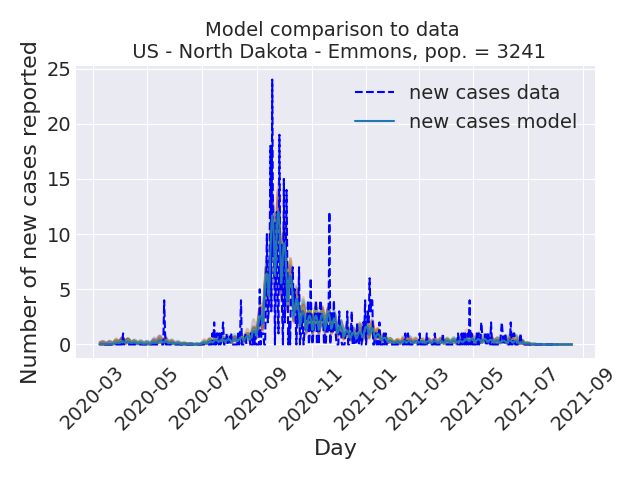 Model comparison to data
US - North Dakota - Emmons, pop. = 3241
Number of new cases reported
25
20
15
10
5
0
new cases data
new cases model
2020-03
2020-05
2020-07
2020-09
2020-11
2021-01
2021-03
2021-05
2021-07
2021-09
Day